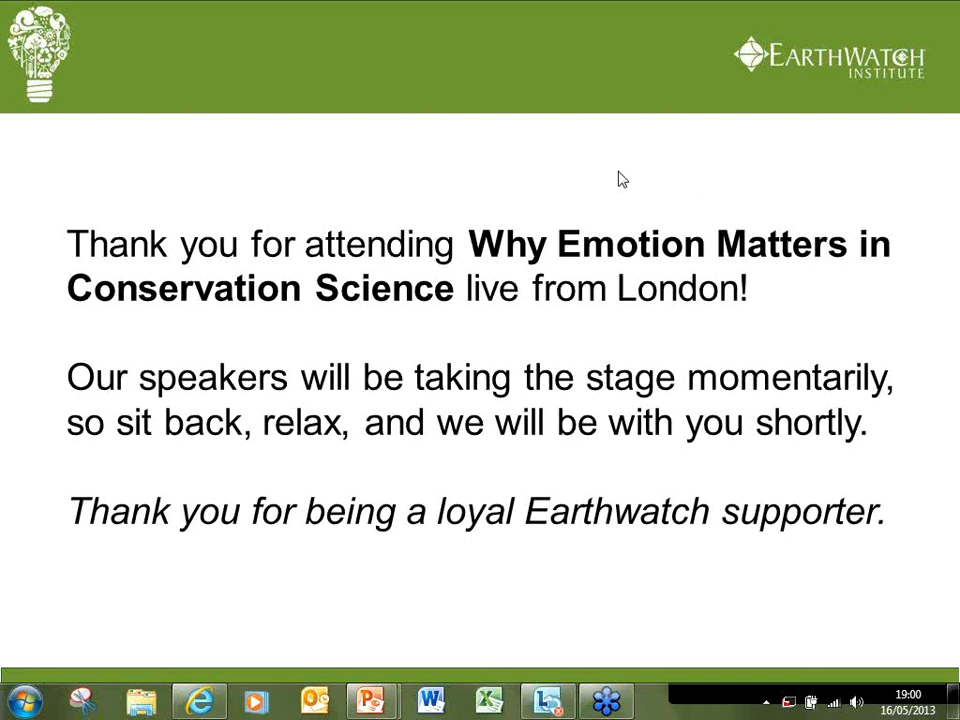 EARTHWATCH
INSTITUTE
Thank you for attending Why Emotion Matters in
Conservation Science live from London!
Our speakers will be taking the stage momentarily,
so sit back, relax, and we will be with you shortly.
Thank you for being a loyal Earthwatch supporter.
19:00
16/05/2013